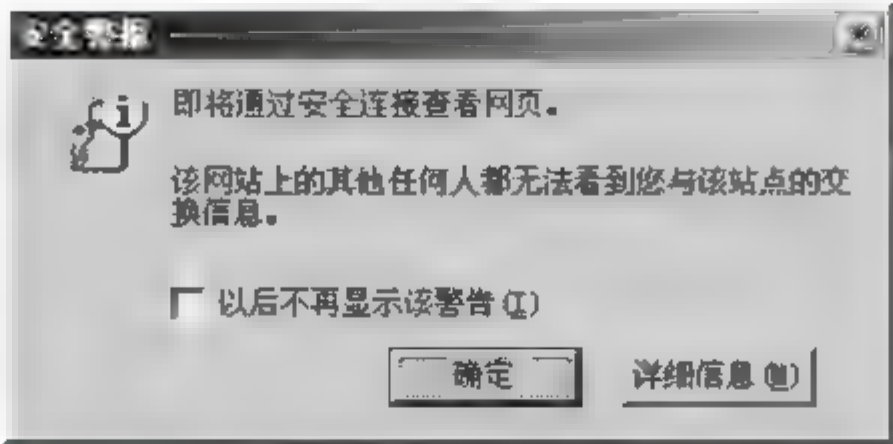 安全警报
即将通过安全连接查看网页。
该网站上的其他任何人都无法看到您与该站点的交
换信息。
以后不再显示该警告(I)
确定
详细信息(M)